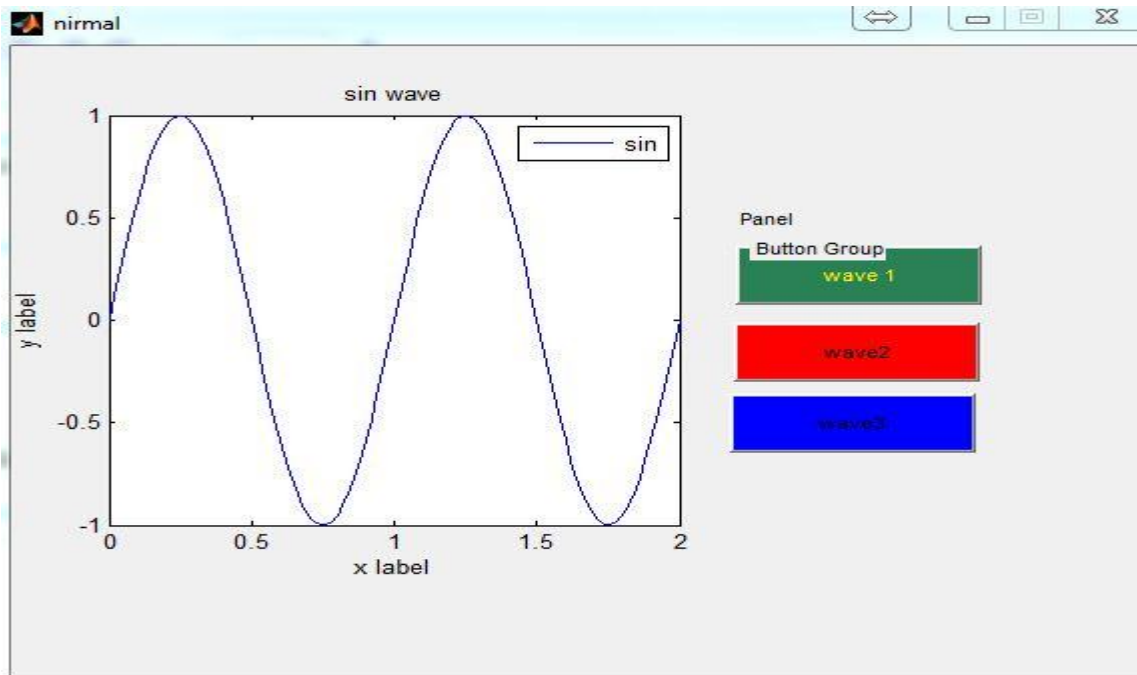 nirmal
sin wave
sin
1
0.5
0
-0.5
-1
y label
0 0.5 1 1.5 2
x label
Panel
Button Group
wave 1
wave2
wave3